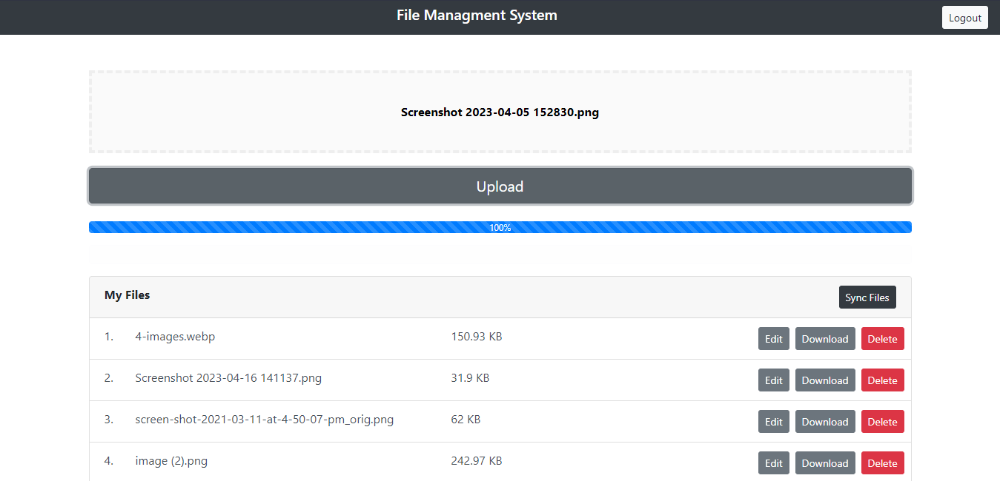 File Managment System
Logout
Screenshot 2023-04-05 152830.png
Upload
100%
My Files
Sync Files
1. 4-images.webp 150.93 KB Edit Download Delete
2. Screenshot 2023-04-16 141137.png 31.9 KB Edit Download Delete
3. screen-shot-2021-03-11-at-4-50-07-pm_orig.png 62 KB Edit Download Delete
4. image (2).png 242.97 KB Edit Download Delete